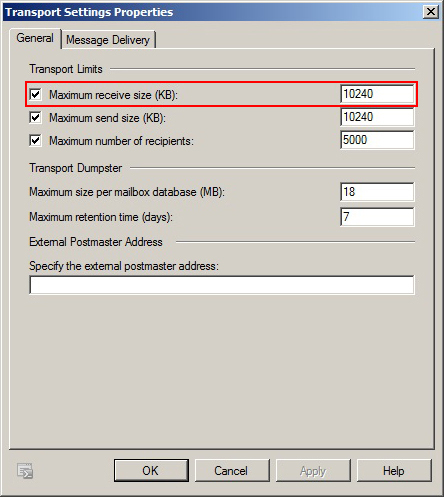 Transport Settings Properties
General
Message Delivery
Transport Limits
Maximum receive size (KB):
10240
Maximum send size (KB):
10240
Maximum number of recipients:
5000
Transport Dumpster
Maximum size per mailbox database (MB):
18
Maximum retention time (days):
7
External Postmaster Address
Specify the external postmaster address:
OK
Cancel
Apply
Help